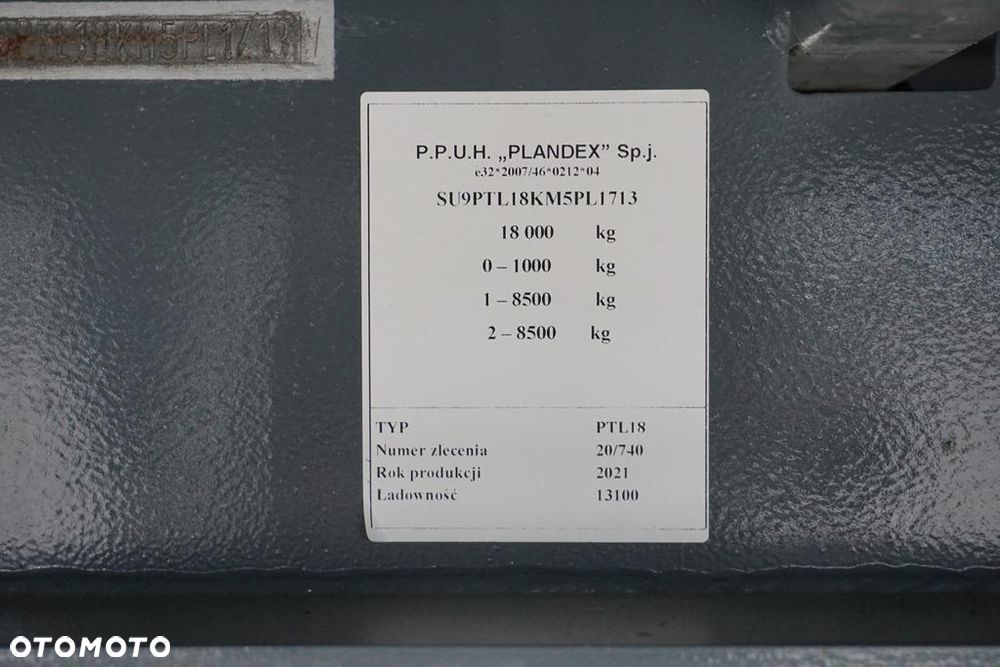 PTL18KM5PL1713
P.P.U.H. „PLANDEX” Sp.j.
e32*2007/46*0212*04
SU9PTL18KM5PL1713
18 000 kg
0 – 1000 kg
1 – 8500 kg
2 – 8500 kg
TYP PTL18
Numer zlecenia 20/740
Rok produkcji 2021
Ładowność 13100
OTOMOTO